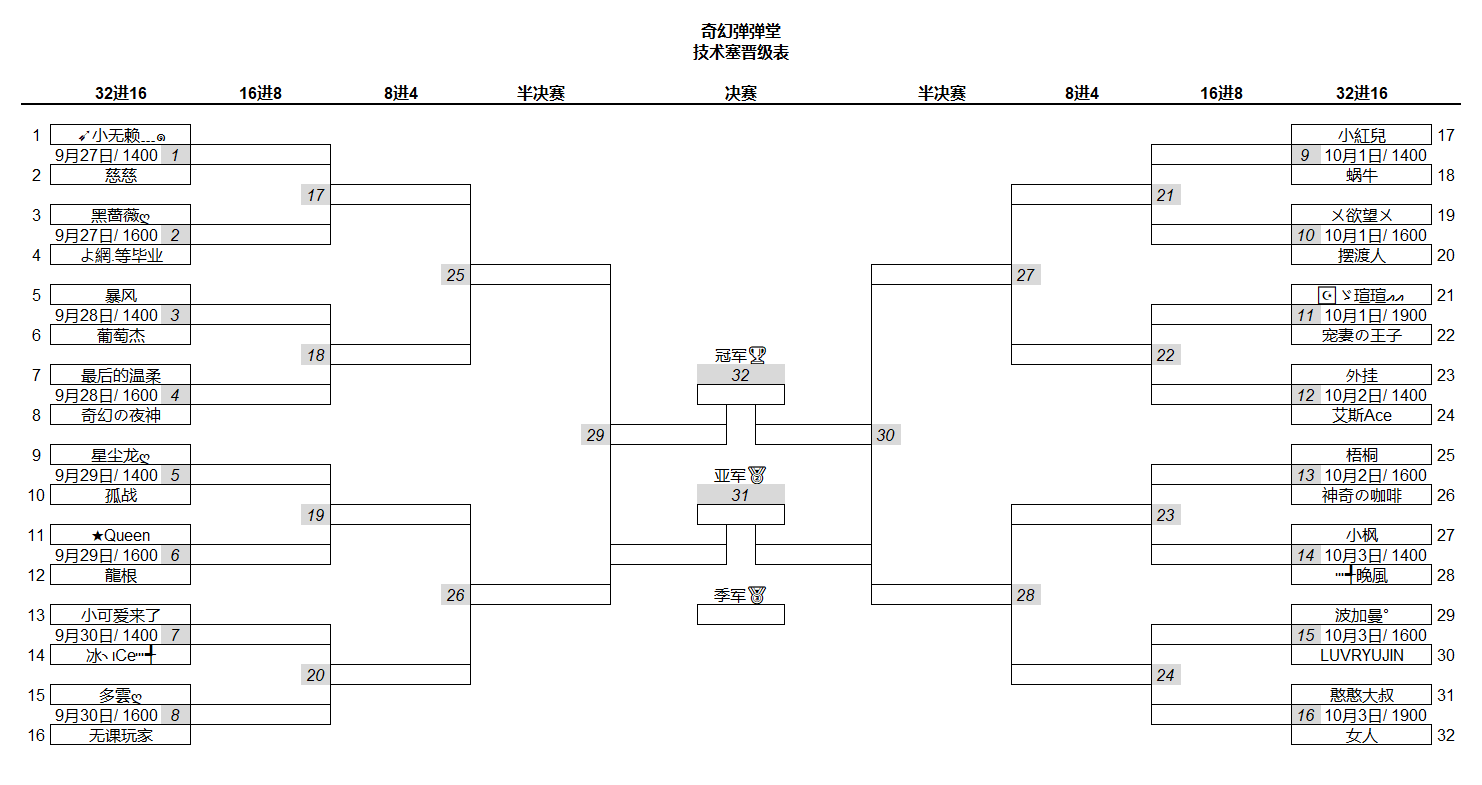 奇幻弹弹堂
技术塞晋级表
32进16 16进8 8进4 半决赛 决赛 半决赛 8进4 16进8 32进16
1 ➶小无赖﹍๑ 小紅兒 17
9月27日/ 1400 1 9 10月1日/ 1400
2 慈慈 蜗牛 18
17 21
3 黑蔷薇ღ 乄欲望乄 19
9月27日/ 1600 2 10 10月1日/ 1600
4 よ網.等毕业 摆渡人 20
25 27
5 暴风 ☪ゞ瑄瑄ᨐ 21
9月28日/ 1400 3 11 10月1日/ 1900
6 葡萄杰 宠妻の王子 22
18 冠军🏆 22
7 最后的温柔 32 外挂 23
9月28日/ 1600 4 12 10月2日/ 1400
8 奇幻の夜神 艾斯Ace 24
29 30
9 星尘龙ღ 梧桐 25
9月29日/ 1400 5 亚军🥈 13 10月2日/ 1600
10 孤战 31 神奇の咖啡 26
19 23
11 ★Queen 小枫 27
9月29日/ 1600 6 14 10月3日/ 1400
12 龍根 ┉╃晚風 28
26 季军🥉 28
13 小可爱来了 波加曼° 29
9月30日/ 1400 7 15 10月3日/ 1600
14 冰丶ıCe┉╃ LUVRYUJIN 30
20 24
15 多雲ღ 憨憨大叔 31
9月30日/ 1600 8 16 10月3日/ 1900
16 无课玩家 女人 32